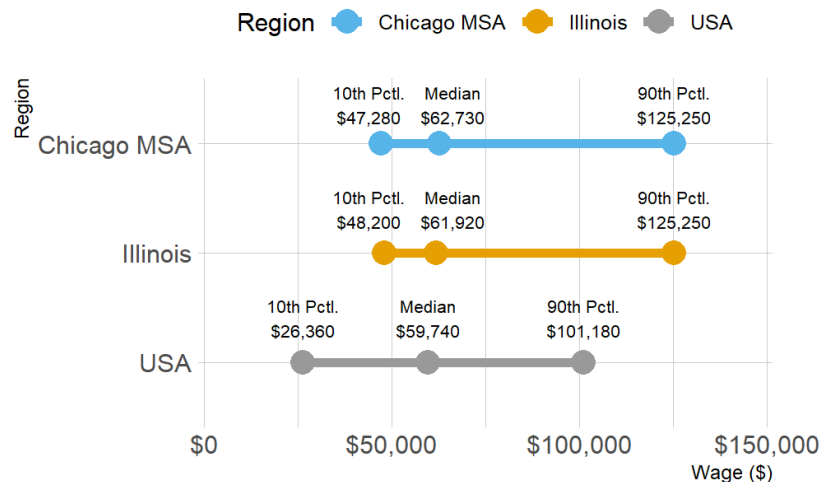 Region Chicago MSA Illinois USA
Region
10th Pctl. Median 90th Pctl.
$47,280 $62,730 $125,250
Chicago MSA
10th Pctl. Median 90th Pctl.
$48,200 $61,920 $125,250
Illinois
10th Pctl. Median 90th Pctl.
$26,360 $59,740 $101,180
USA
$0 $50,000 $100,000 $150,000
Wage ($)